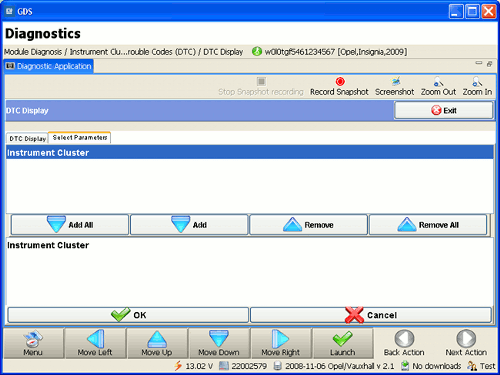 GDS
Diagnostics
Module Diagnosis / Instrument Clu...rouble Codes (DTC) / DTC Display w0l0tgf5461234567 [Opel,Insignia,2009]
Diagnostic Application
Stop Snapshot recording Record Snapshot Screenshot Zoom Out Zoom In
DTC Display Exit
DTC Display Select Parameters
Instrument Cluster
Add All Add Remove Remove All
Instrument Cluster
OK Cancel
Menu Move Left Move Up Move Down Move Right Launch Back Action Next Action
13.02 V 22002579 2008-11-06 Opel/Vauxhall v 2.1 No downloads Test